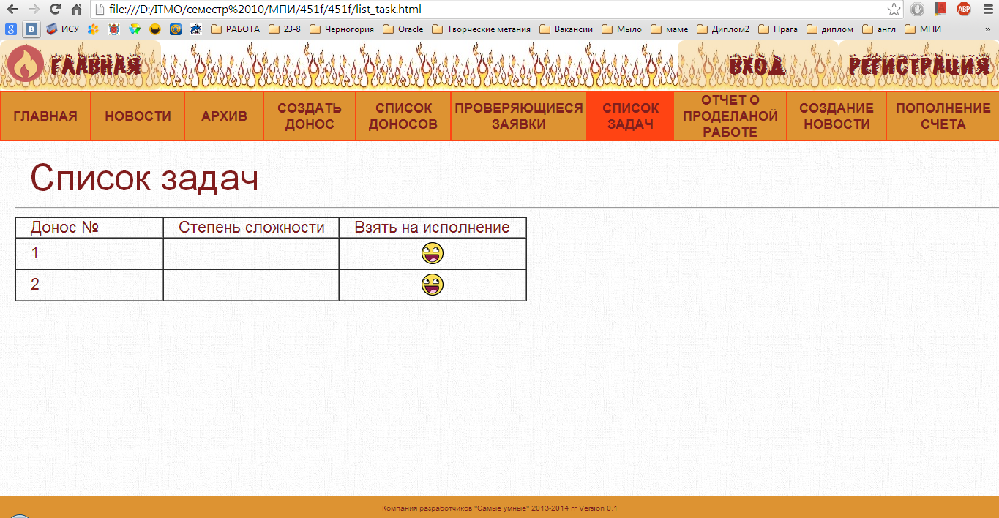 file:///D:/ITMO/семестр%2010/МПИ/451f/451f/list_task.html
ABP
8 B ИСУ РАБОТА 23-8 Черногория Oracle Творческие метания Вакансии Мыло маме Диплом2 Прага диплом англ МПИ »
ГЛАВНАЯ ВХОД РЕГИСТРАЦИЯ
ГЛАВНАЯ
НОВОСТИ
АРХИВ
СОЗДАТЬ
ДОНОС
СПИСОК
ДОНОСОВ
ПРОВЕРЯЮЩИЕСЯ
ЗАЯВКИ
СПИСОК
ЗАДАЧ
ОТЧЕТ О
ПРОДЕЛАНОЙ
РАБОТЕ
СОЗДАНИЕ
НОВОСТИ
ПОПОЛНЕНИЕ
СЧЕТА
Список задач
Донос № Степень сложности Взять на исполнение
1
2
Компания разработчиков "Самые умные" 2013-2014 гг Version 0.1